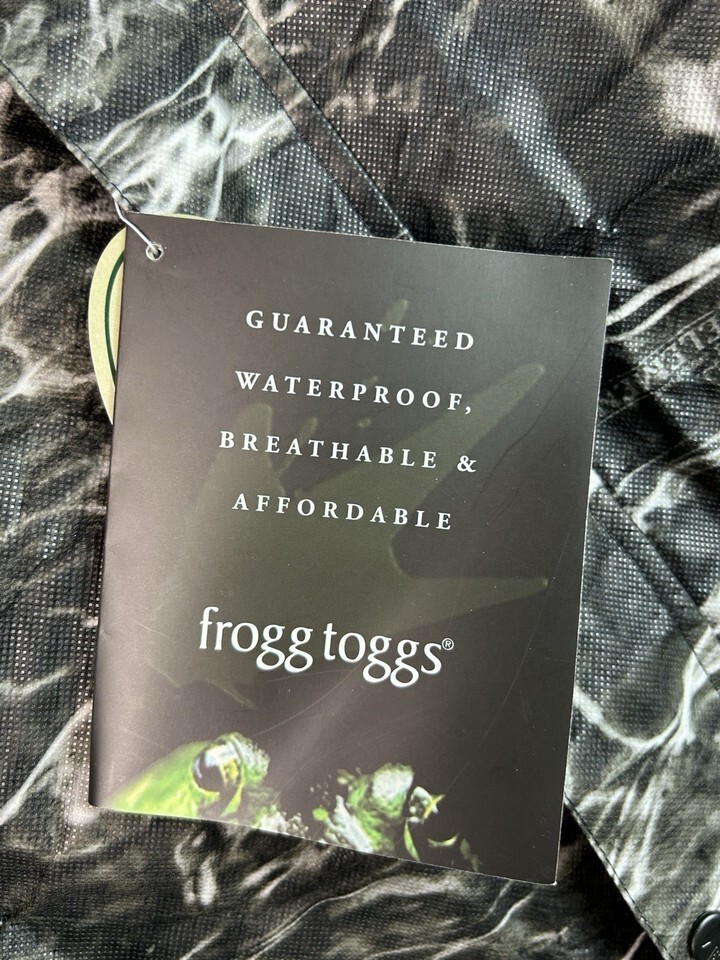 GUARANTEED
WATERPROOF,
BREATHABLE &
AFFORDABLE
frogg toggs®